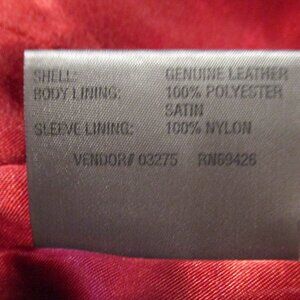 SHELL: GENUINE LEATHER
BODY LINING: 100% POLYESTER
SATIN
SLEEVE LINING: 100% NYLON
VENDOR# 03275 RN59426